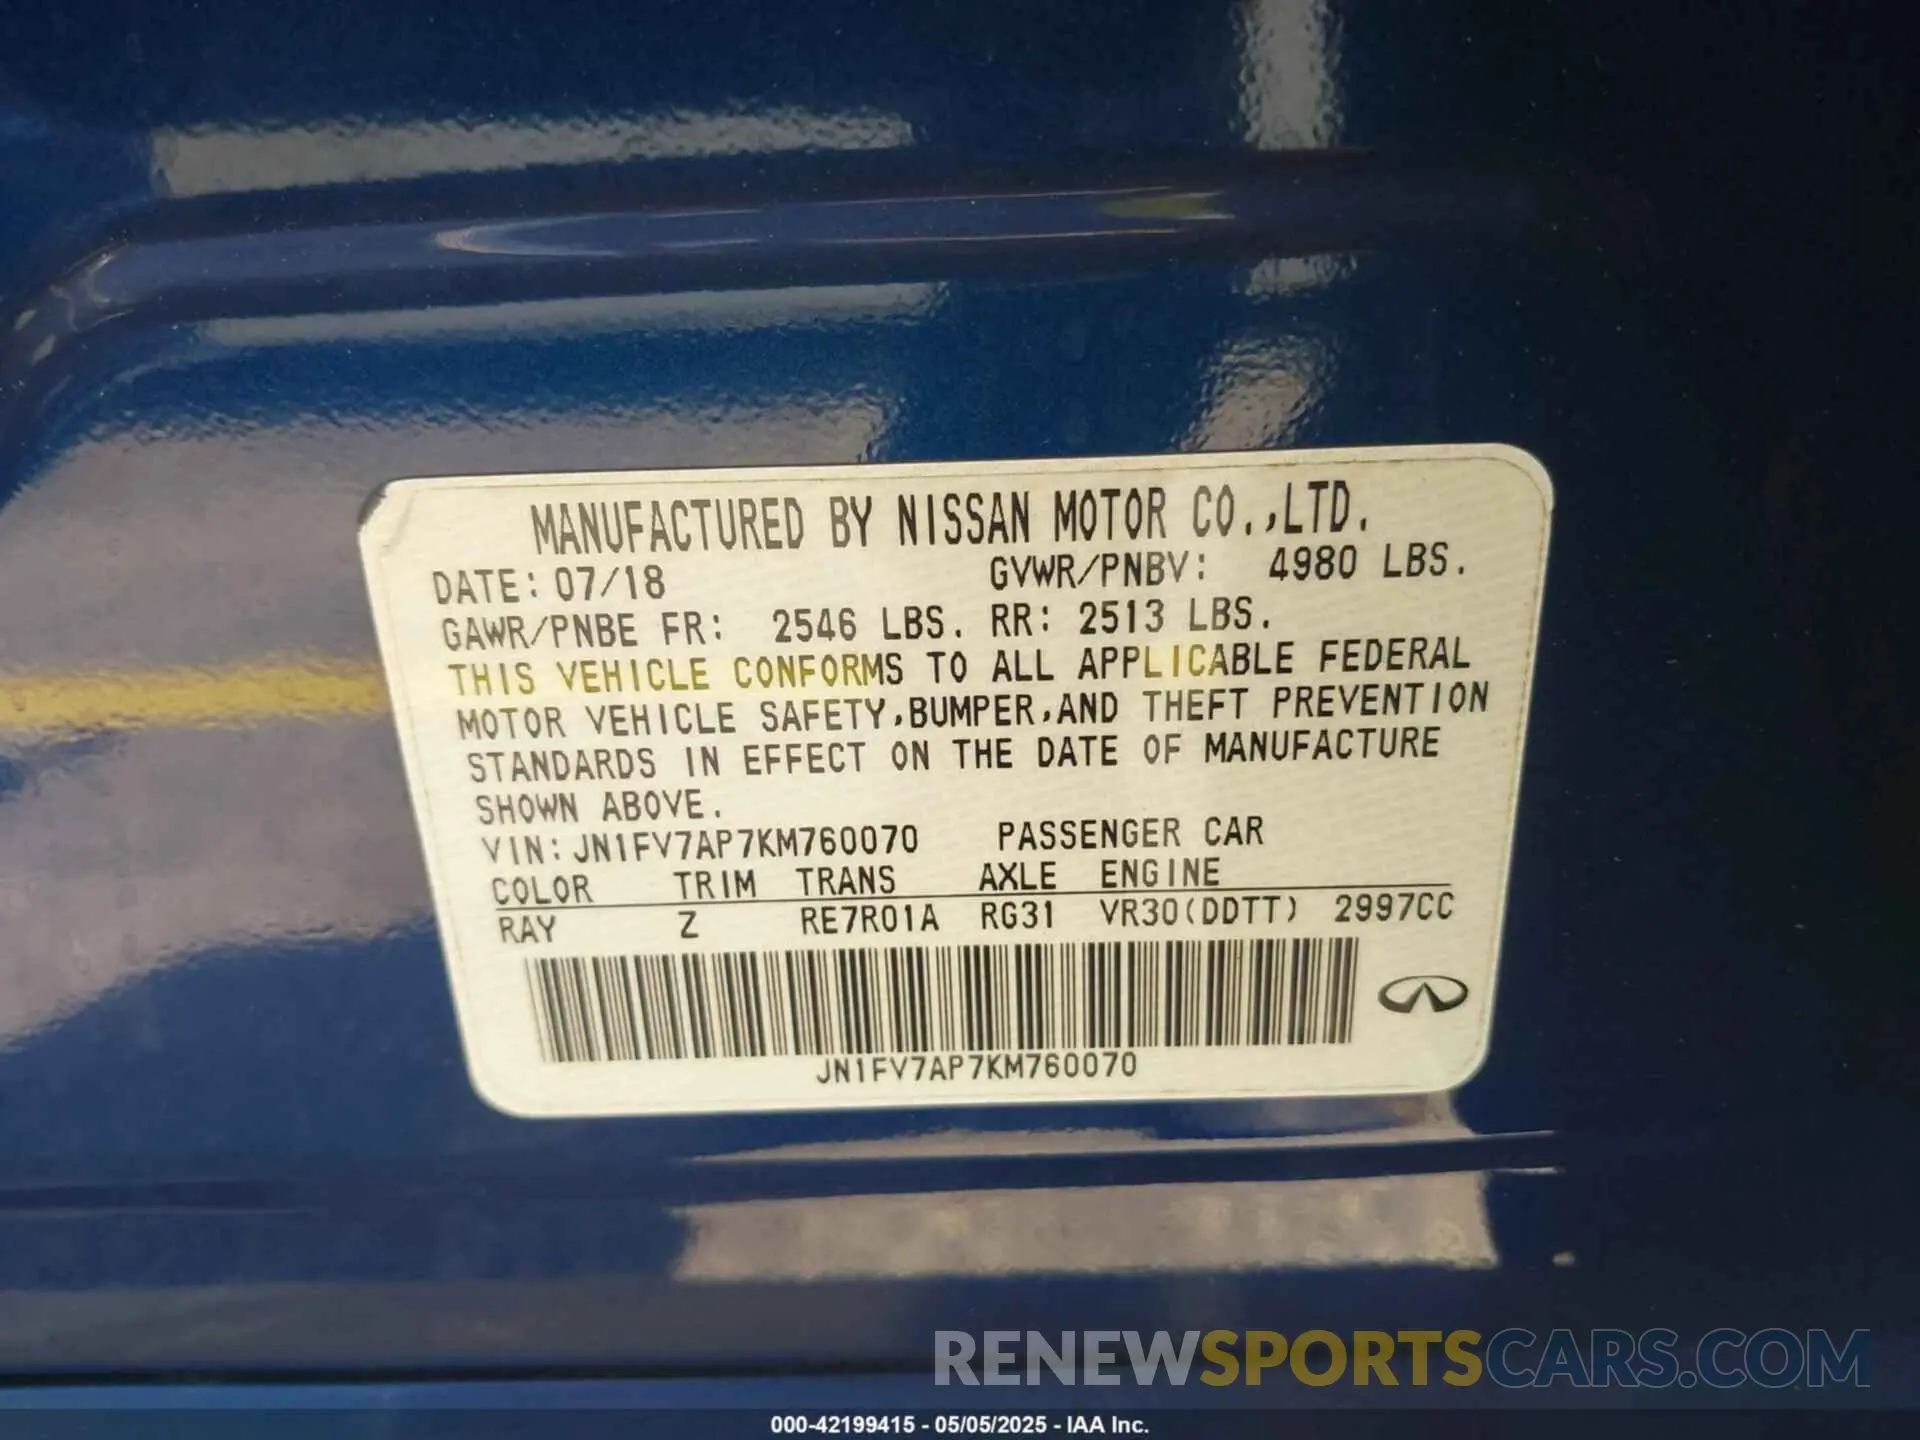 MANUFACTURED BY NISSAN MOTOR CO.,LTD.
DATE: 07/18 GVWR/PNBV: 4980 LBS.
GAWR/PNBE FR: 2546 LBS. RR: 2513 LBS.
THIS VEHICLE CONFORMS TO ALL APPLICABLE FEDERAL
MOTOR VEHICLE SAFETY,BUMPER,AND THEFT PREVENTION
STANDARDS IN EFFECT ON THE DATE OF MANUFACTURE
SHOWN ABOVE.
VIN:JN1FV7AP7KM760070 PASSENGER CAR
COLOR TRIM TRANS AXLE ENGINE
RAY Z RE7R01A RG31 VR30(DDTT) 2997CC
JN1FV7AP7KM760070
RENEWSPORTSCARS.COM
000-42199415 - 05/05/2025 - IAA Inc.